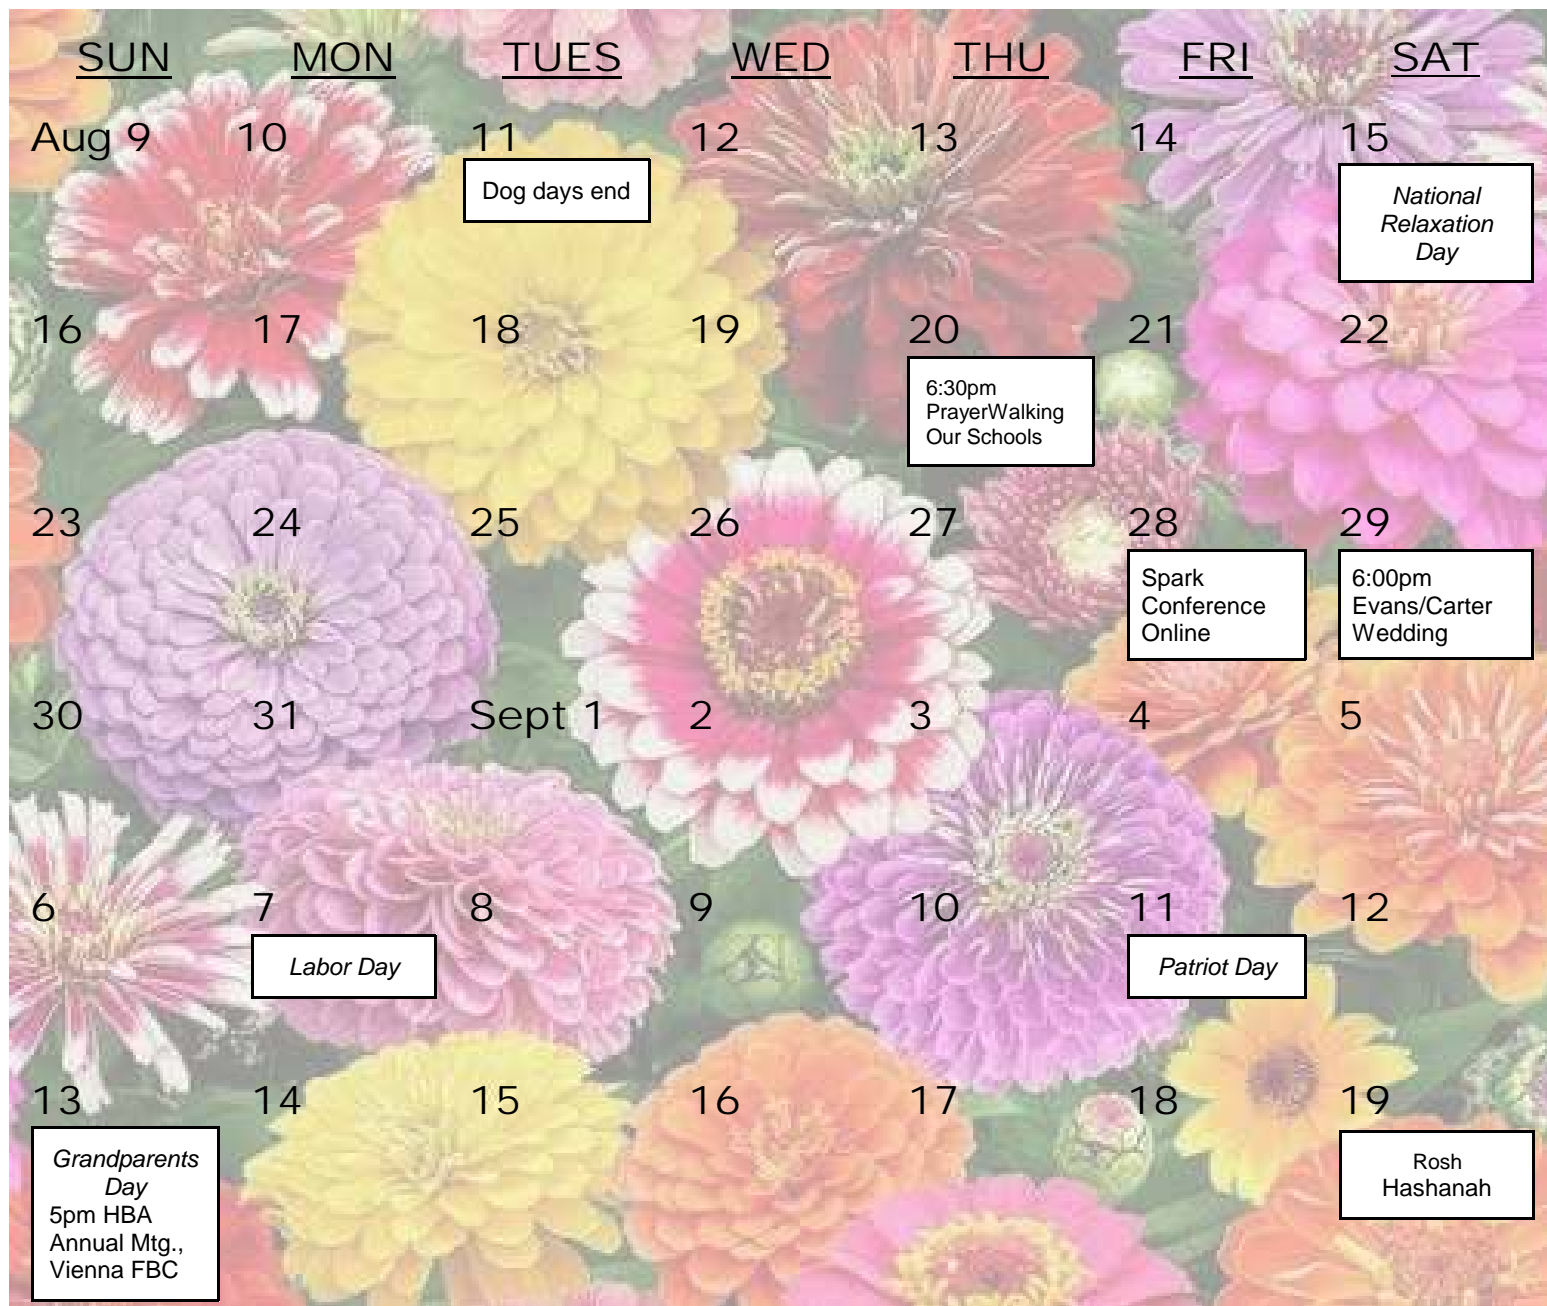 SUN MON TUES WED THU FRI SAT
Aug 9 10 11 12 13 14 15
Dog days end
National
Relaxation
Day
16 17 18 19 20 21 22
6:30pm
PrayerWalking
Our Schools
23 24 25 26 27 28 29
Spark
Conference
Online
6:00pm
Evans/Carter
Wedding
30 31 Sept 1 2 3 4 5
6 7 8 9 10 11 12
Labor Day
Patriot Day
13 14 15 16 17 18 19
Grandparents
Day
5pm HBA
Annual Mtg.,
Vienna FBC
Rosh
Hashanah